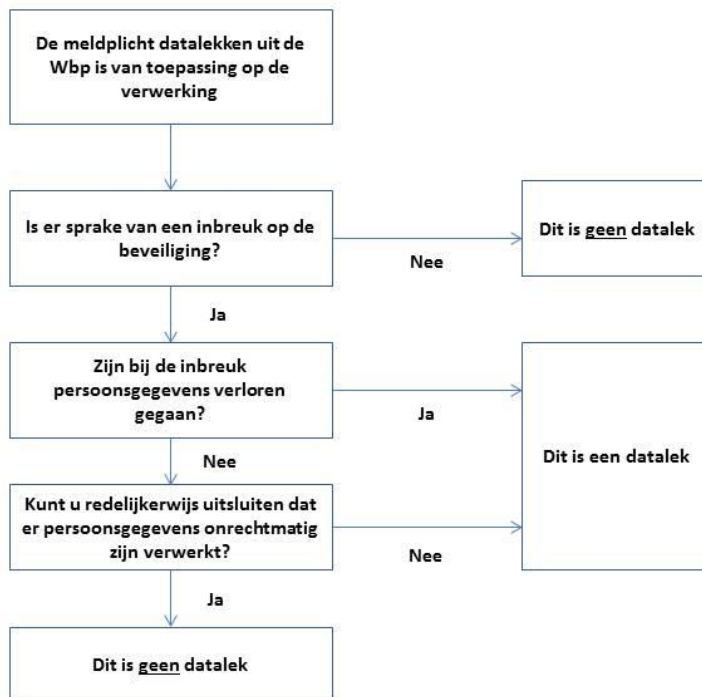 De meldplicht datalekken uit de
Wbp is van toepassing op de
verwerking
Is er sprake van een inbreuk op de
beveiliging?
Nee
Dit is geen datalek
Ja
Zijn bij de inbreuk
persoonsgegevens verloren
gegaan?
Ja
Dit is een datalek
Nee
Kunt u redelijkerwijs uitsluiten dat
er persoonsgegevens onrechtmatig
zijn verwerkt?
Nee
Ja
Dit is geen datalek